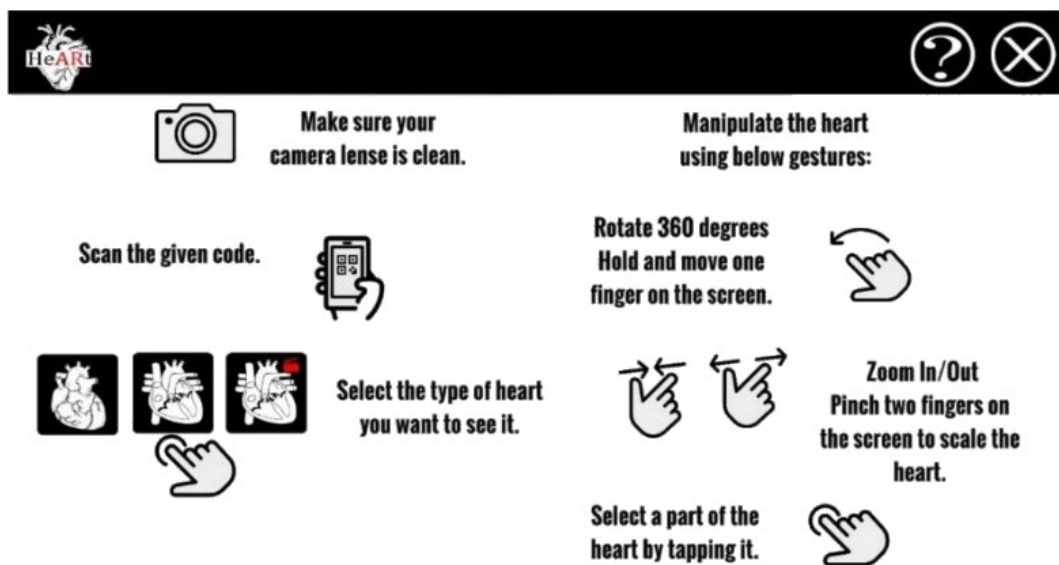 HeARt
?
Make sure your
camera lense is clean.
Scan the given code.
Select the type of heart
you want to see it.
Manipulate the heart
using below gestures:
Rotate 360 degrees
Hold and move one
finger on the screen.
Zoom In/Out
Pinch two fingers on
the screen to scale the
heart.
Select a part of the
heart by tapping it.